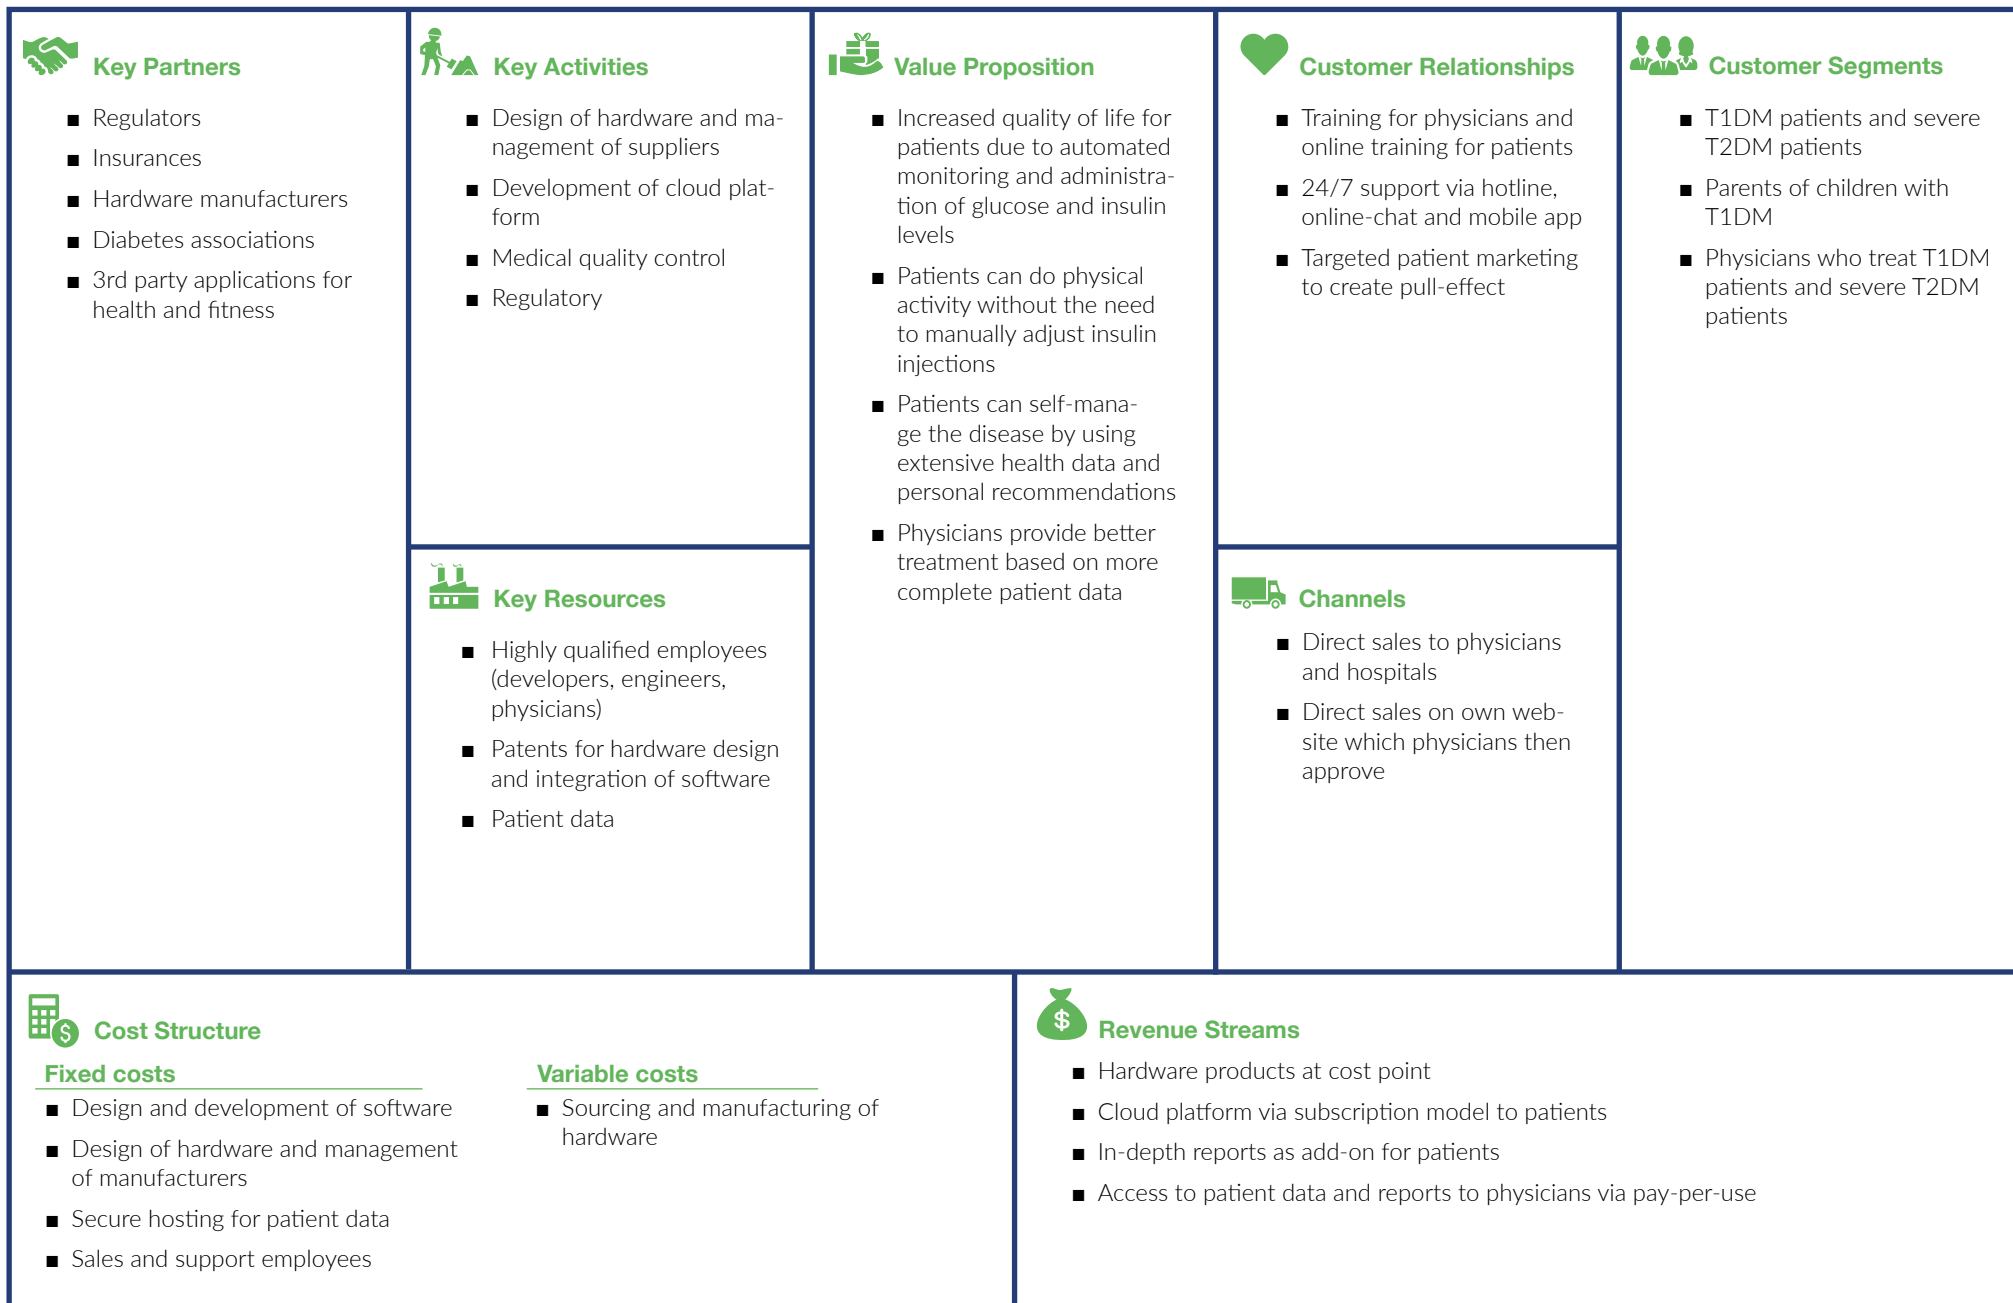 Key Partners
■ Regulators
■ Insurances
■ Hardware manufacturers
■ Diabetes associations
■ 3rd party applications for
health and fitness
Key Activities
■ Design of hardware and ma-
nagement of suppliers
■ Development of cloud plat-
form
■ Medical quality control
■ Regulatory
Key Resources
■ Highly qualified employees
(developers, engineers,
physicians)
■ Patents for hardware design
and integration of software
■ Patient data
Value Proposition
■ Increased quality of life for
patients due to automated
monitoring and administra-
tion of glucose and insulin
levels
■ Patients can do physical
activity without the need
to manually adjust insulin
injections
■ Patients can self-mana-
ge the disease by using
extensive health data and
personal recommendations
■ Physicians provide better
treatment based on more
complete patient data
Customer Relationships
■ Training for physicians and
online training for patients
■ 24/7 support via hotline,
online-chat and mobile app
■ Targeted patient marketing
to create pull-effect
Channels
■ Direct sales to physicians
and hospitals
■ Direct sales on own web-
site which physicians then
approve
Customer Segments
■ T1DM patients and severe
T2DM patients
■ Parents of children with
T1DM
■ Physicians who treat T1DM
patients and severe T2DM
patients
$
Cost Structure
Fixed costs
■ Design and development of software
■ Design of hardware and management
of manufacturers
■ Secure hosting for patient data
■ Sales and support employees
Variable costs
■ Sourcing and manufacturing of
hardware
$
Revenue Streams
■ Hardware products at cost point
■ Cloud platform via subscription model to patients
■ In-depth reports as add-on for patients
■ Access to patient data and reports to physicians via pay-per-use